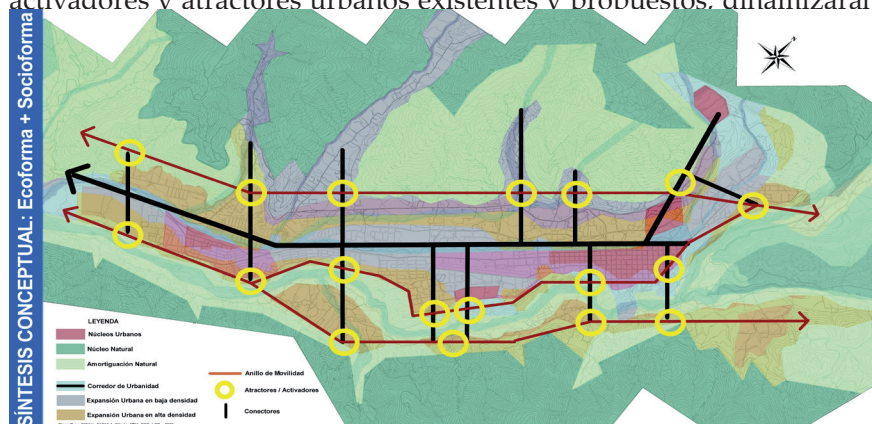 activadores y atractores urbanos existentes y propuestos, dinamizarán
SÍNTESIS CONCEPTUAL: Ecoforma + Socioforma
LEYENDA
Núcleos Urbanos
Núcleo Natural
Amortiguación Natural
Corredor de Urbanidad
Expansión Urbana en baja densidad
Expansión Urbana en alta densidad
Anillo de Movilidad
Atractores / Activadores
Conectores